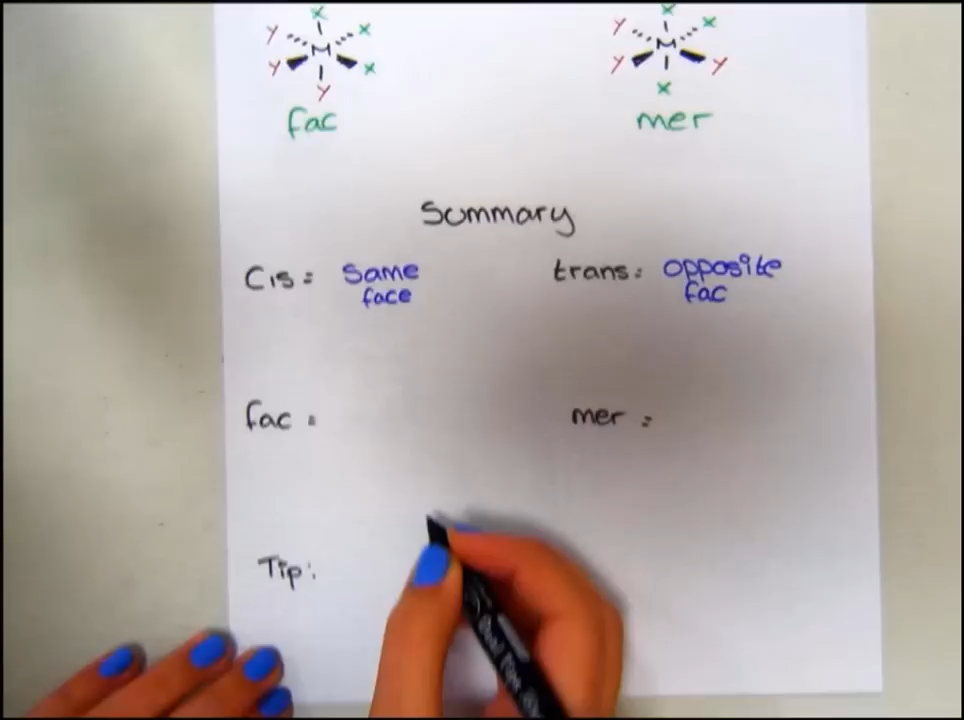 X
Y X
M
Y X
Y
fac
X
Y X
M
Y Y
X
mer
Summary
Cis = same
face
trans: opposite
fac
fac =
mer =
Tip: